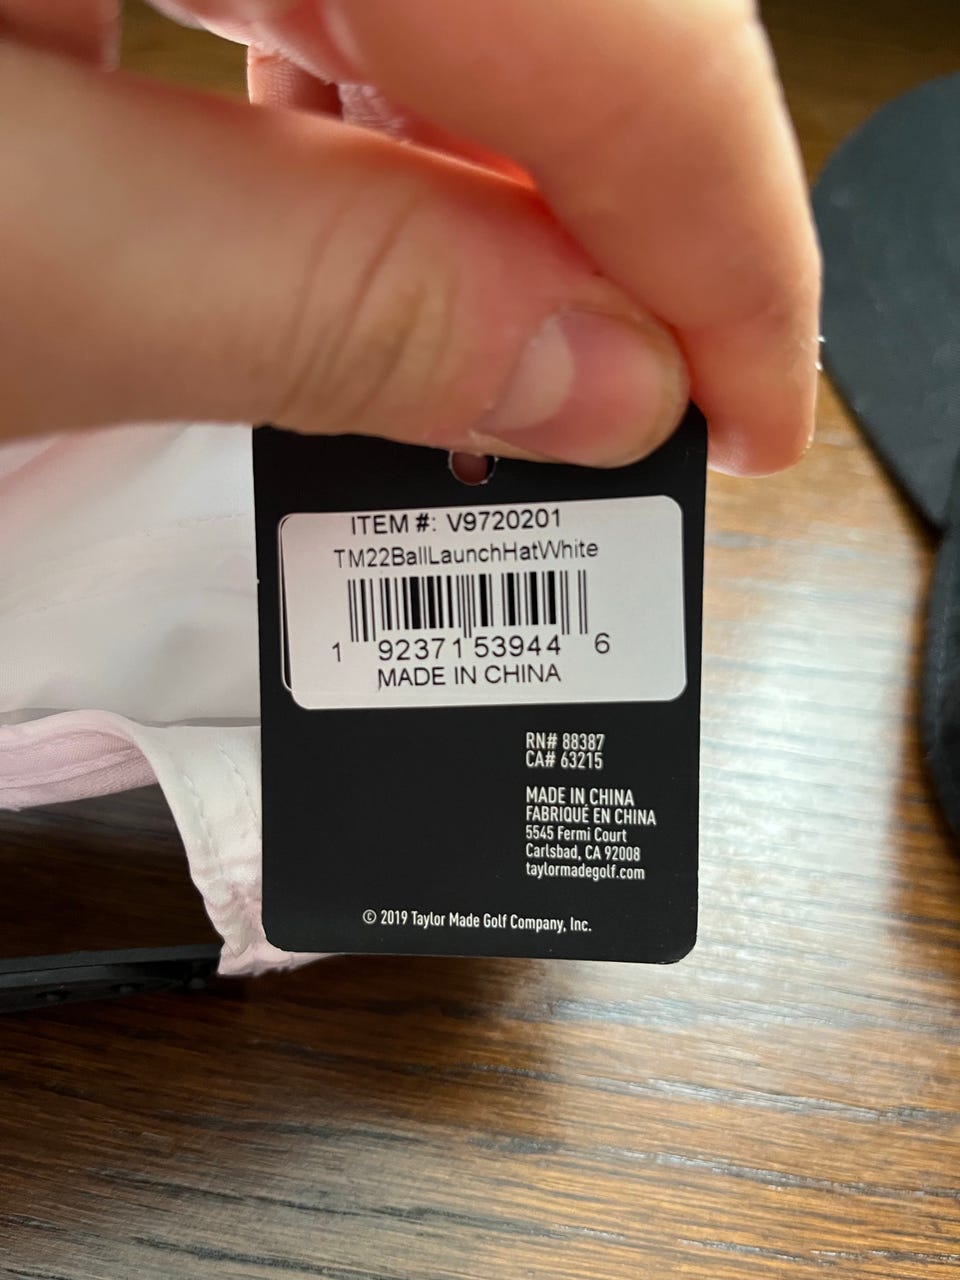 ITEM #: V9720201
TM22BallLaunchHatWhite
1 92371 53944 6
MADE IN CHINA
RN# 88387
CA# 63215
MADE IN CHINA
FABRIQUÉ EN CHINA
5545 Fermi Court
Carlsbad, CA 92008
taylormadegolf.com
© 2019 Taylor Made Golf Company, Inc.